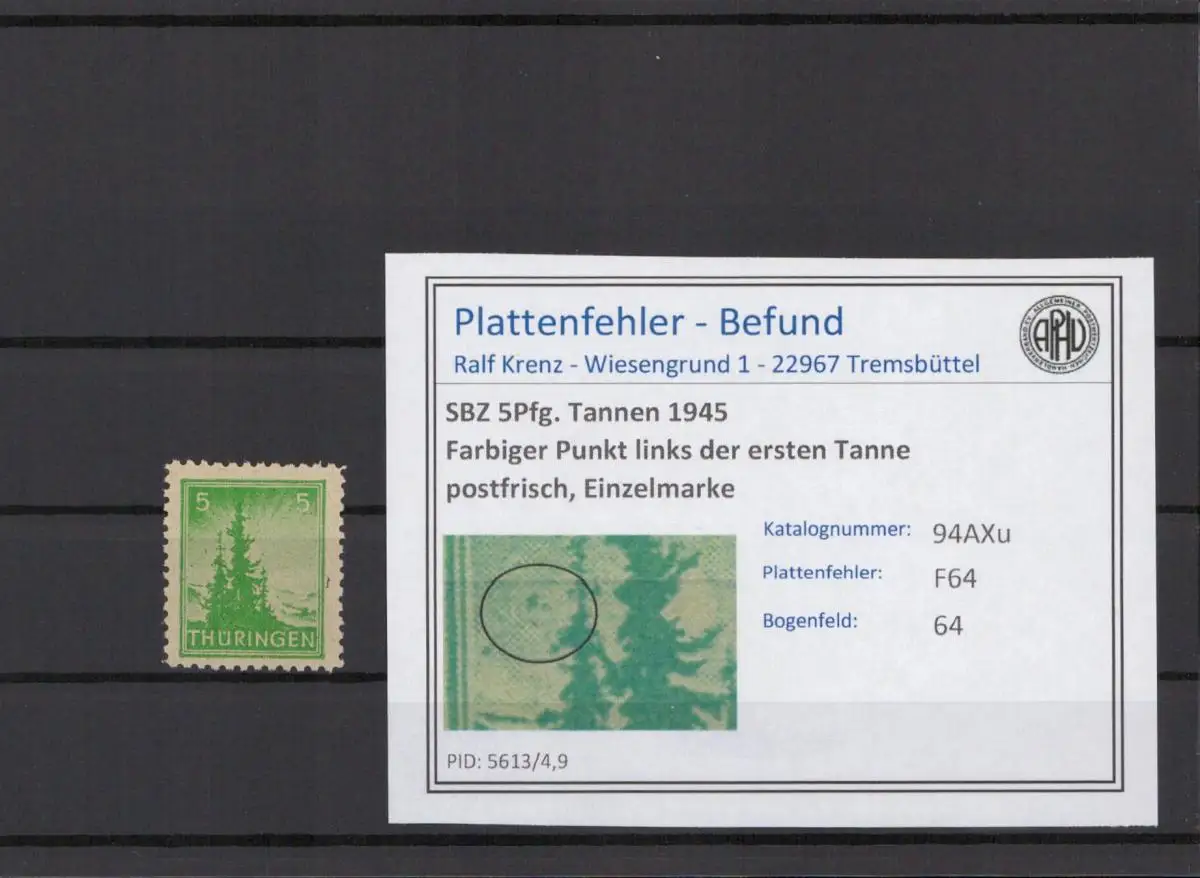 Plattenfehler - Befund
Ralf Krenz - Wiesengrund 1 - 22967 Tremsbüttel
APHV
SBZ 5Pfg. Tannen 1945
Farbiger Punkt links der ersten Tanne
postfrisch, Einzelmarke
Katalognummer: 94AXu
Plattenfehler: F64
Bogenfeld: 64
PID: 5613/4,9
5 5
THÜRINGEN